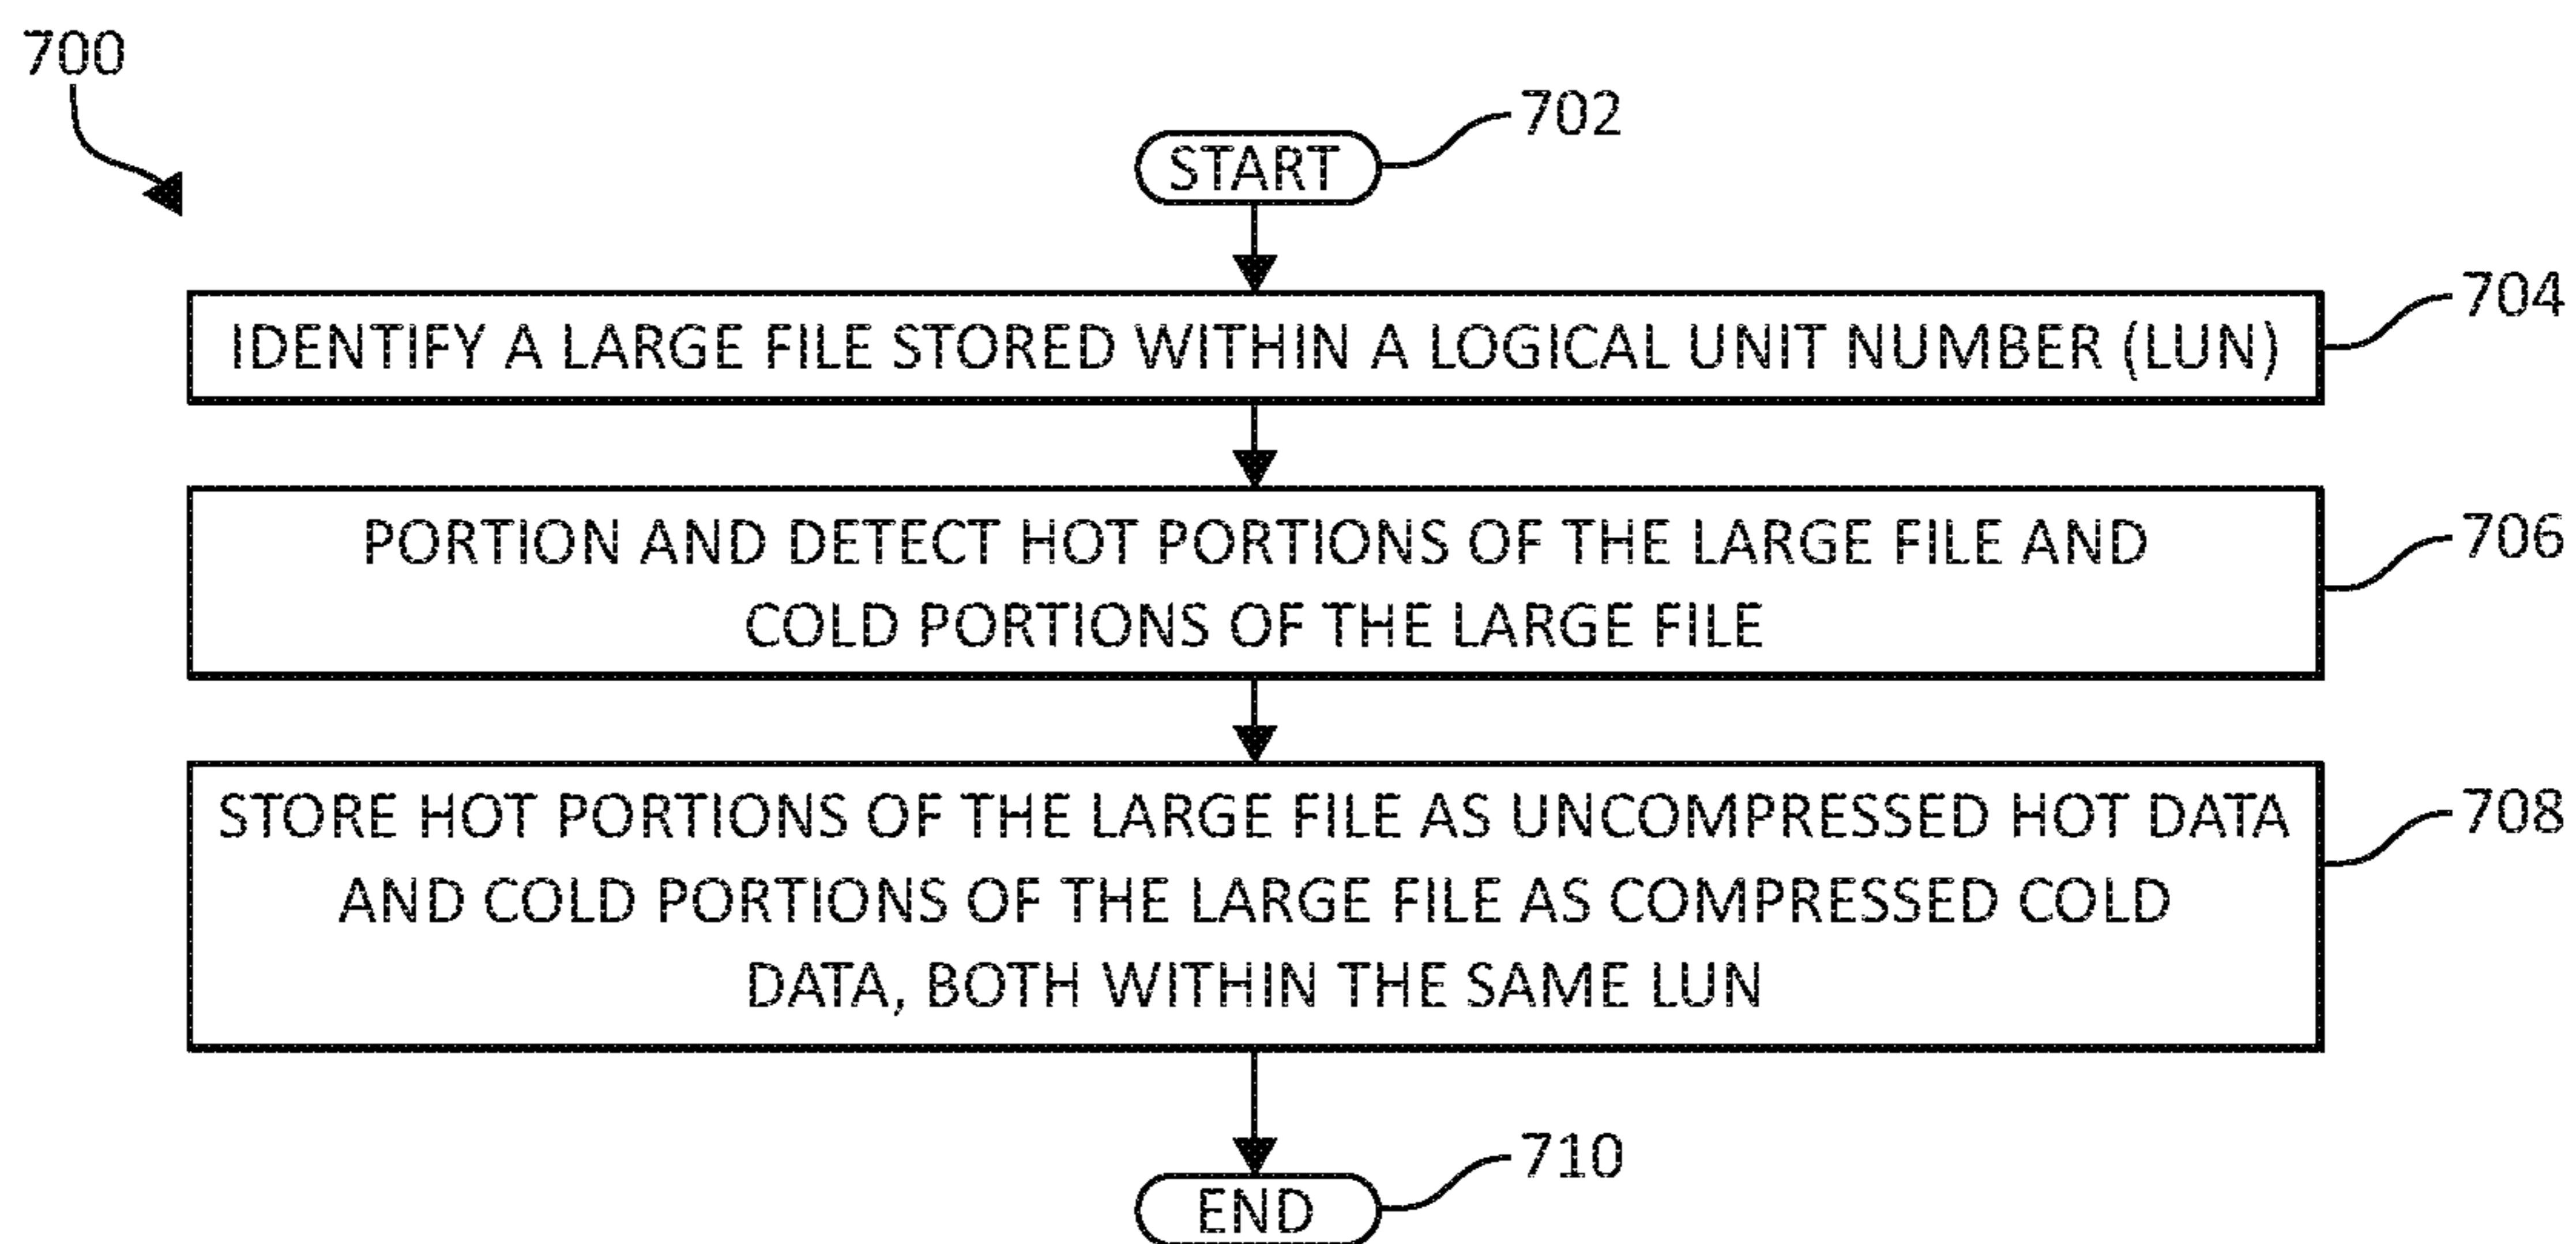 700
START
702
IDENTIFY A LARGE FILE STORED WITHIN A LOGICAL UNIT NUMBER (LUN)
704
PORTION AND DETECT HOT PORTIONS OF THE LARGE FILE AND
COLD PORTIONS OF THE LARGE FILE
706
STORE HOT PORTIONS OF THE LARGE FILE AS UNCOMPRESSED HOT DATA
AND COLD PORTIONS OF THE LARGE FILE AS COMPRESSED COLD
DATA, BOTH WITHIN THE SAME LUN
708
END
710